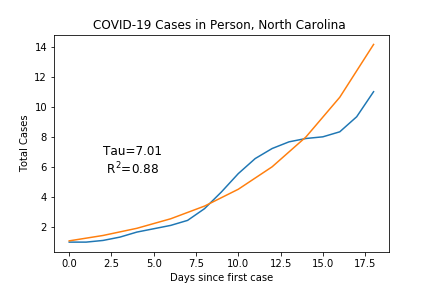 COVID-19 Cases in Person, North Carolina
14
12
10
8
6
4
2
Total Cases
Tau=7.01
R²=0.88
0.0 2.5 5.0 7.5 10.0 12.5 15.0 17.5
Days since first case